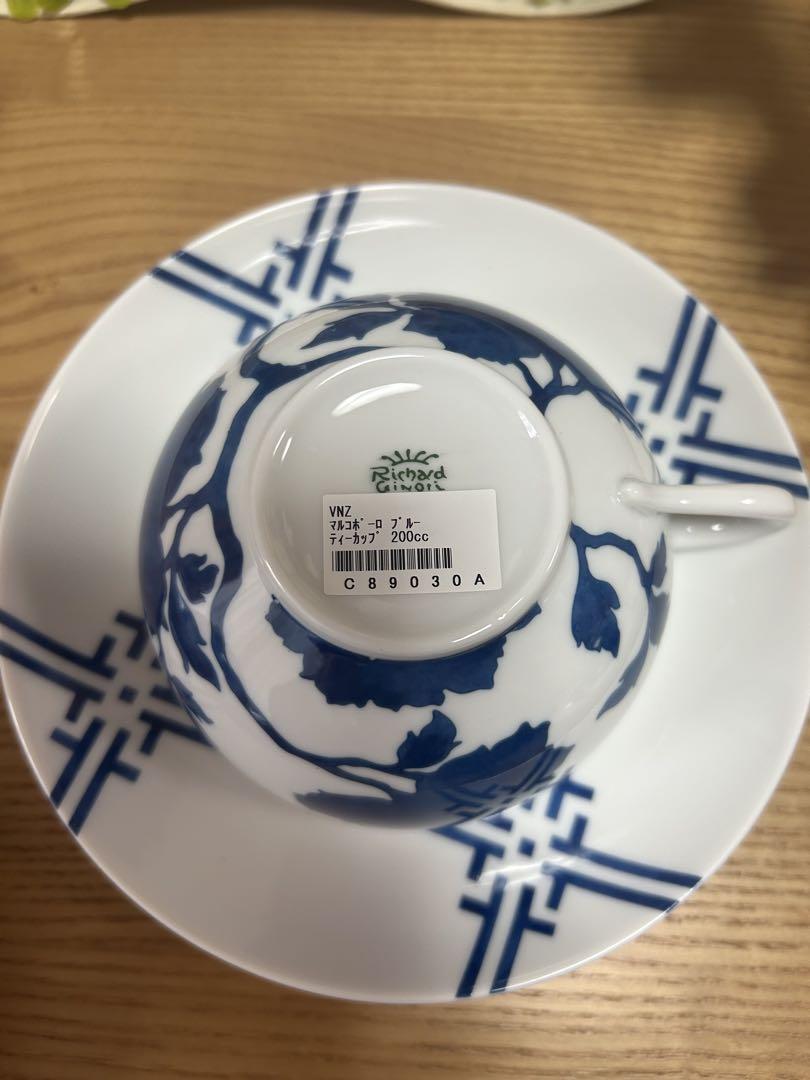 Richard
GINORI
VNZ
ﾏﾙｺﾎﾟｰﾛ ﾌﾞﾙｰ
ﾃｨｰｶｯﾌﾟ 200cc
C89030A